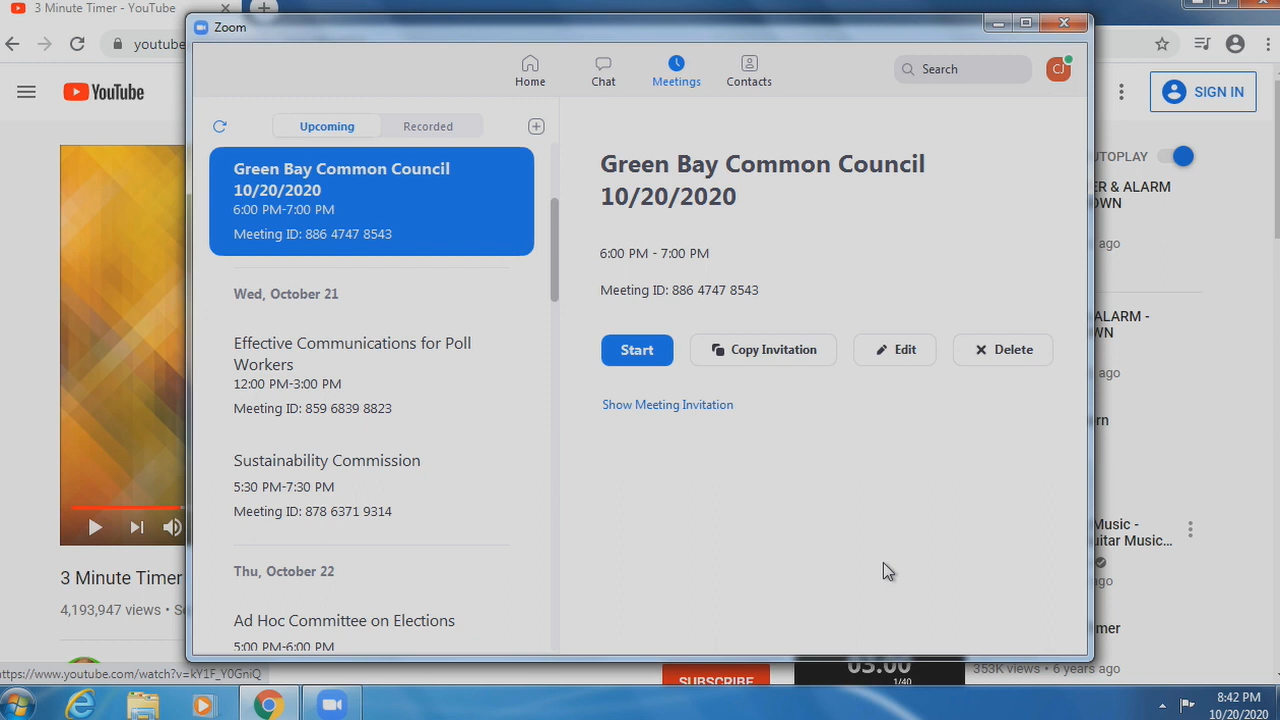 3 Minute Timer - YouTube
Zoom
youtube
Home
Chat
Meetings
Contacts
Search
CJ
YouTube
SIGN IN
Upcoming
Recorded
Green Bay Common Council
10/20/2020
6:00 PM-7:00 PM
Meeting ID: 886 4747 8543
Wed, October 21
Effective Communications for Poll
Workers
12:00 PM-3:00 PM
Meeting ID: 859 6839 8823
Sustainability Commission
5:30 PM-7:30 PM
Meeting ID: 878 6371 9314
Thu, October 22
Ad Hoc Committee on Elections
5:00 PM-6:00 PM
Green Bay Common Council
10/20/2020
6:00 PM - 7:00 PM
Meeting ID: 886 4747 8543
Start
Copy Invitation
Edit
Delete
Show Meeting Invitation
UTOPLAY
ER & ALARM
OWN
ago
ALARM -
WN
ago
rn
Music -
uitar Music...
ago
mer
353K views • 6 years ago
3 Minute Timer
4,193,947 views • Se
https://www.youtube.com/watch?v=kY1F_Y0GniQ
SUBSCRIBE
03:00
1/40
8:42 PM
10/20/2020